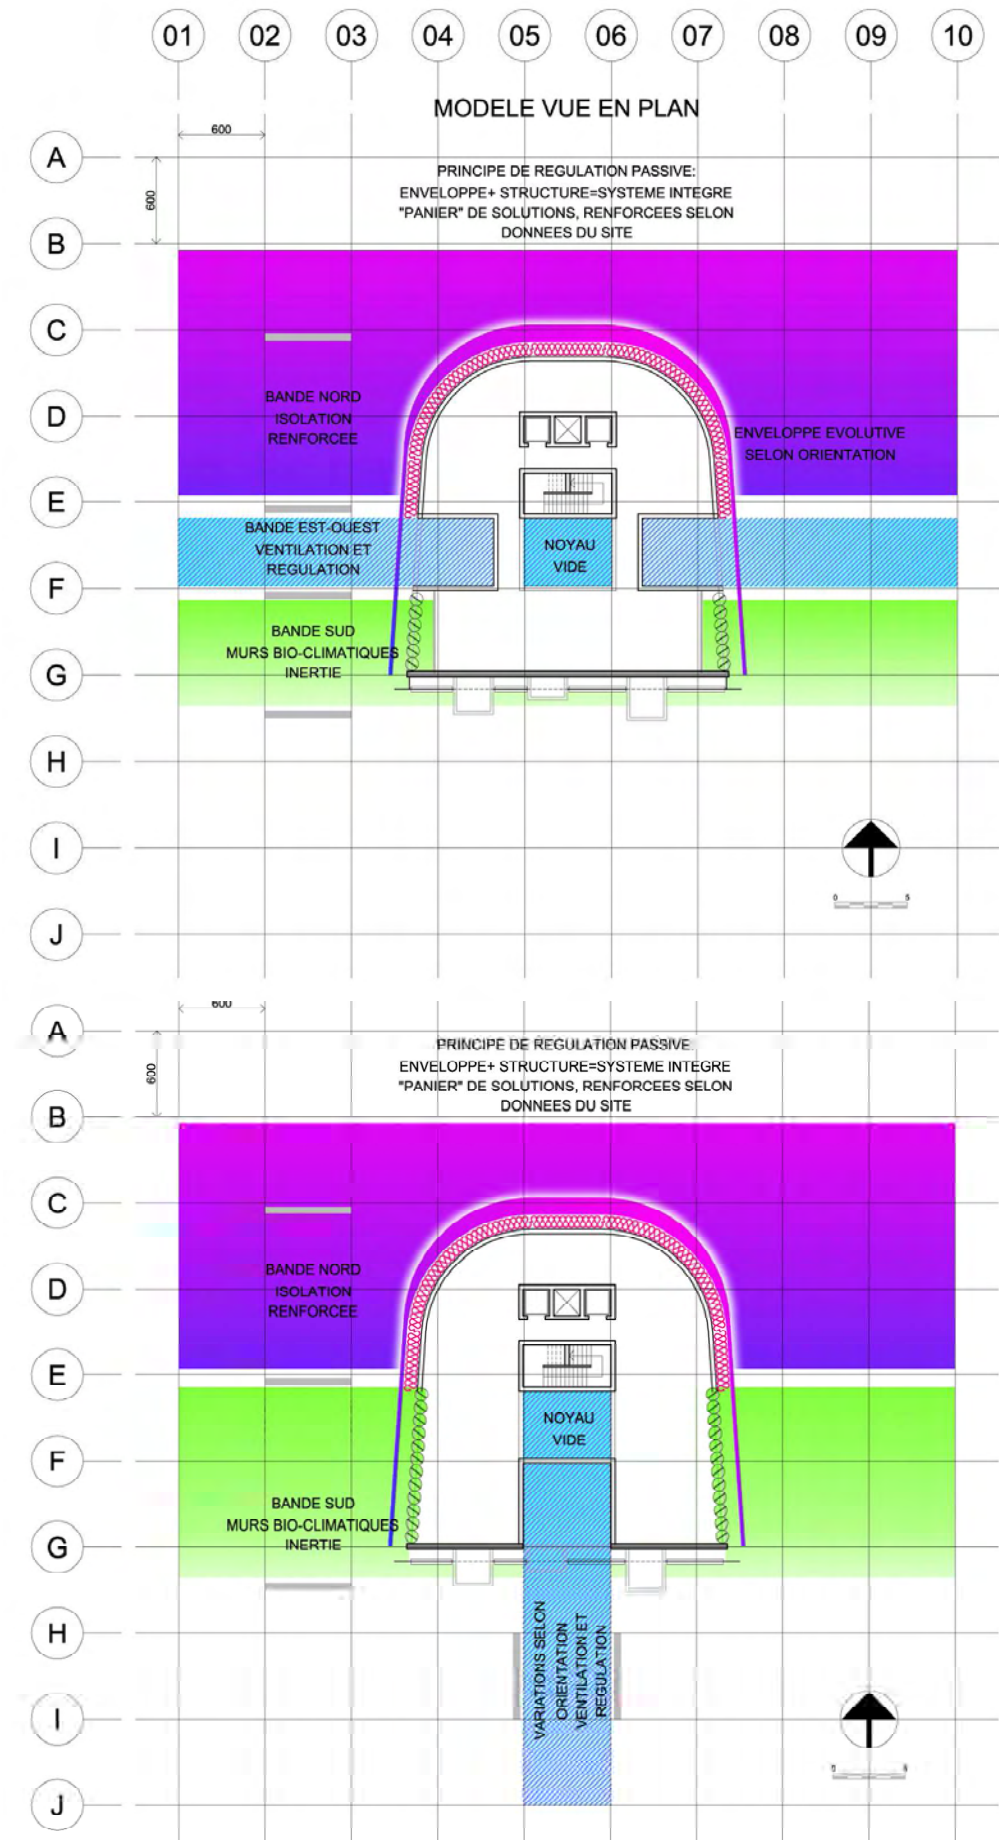 01 02 03 04 05 06 07 08 09 10
MODELE VUE EN PLAN
600
A
PRINCIPE DE REGULATION PASSIVE:
ENVELOPPE+ STRUCTURE=SYSTEME INTEGRE
600
"PANIER" DE SOLUTIONS, RENFORCEES SELON
DONNEES DU SITE
B
C
BANDE NORD
ISOLATION
RENFORCEE
D
ENVELOPPE EVOLUTIVE
SELON ORIENTATION
E
BANDE EST-OUEST
VENTILATION ET
REGULATION
NOYAU
VIDE
F
BANDE SUD
MURS BIO-CLIMATIQUES
INERTIE
G
H
I
0 5
J
600
A
PRINCIPE DE REGULATION PASSIVE:
ENVELOPPE+ STRUCTURE=SYSTEME INTEGRE
600
"PANIER" DE SOLUTIONS, RENFORCEES SELON
DONNEES DU SITE
B
C
BANDE NORD
ISOLATION
RENFORCEE
D
E
NOYAU
VIDE
F
BANDE SUD
MURS BIO-CLIMATIQUES
INERTIE
G
H
VARIATIONS SELON
ORIENTATION
VENTILATION ET
REGULATION
I
0 5
J